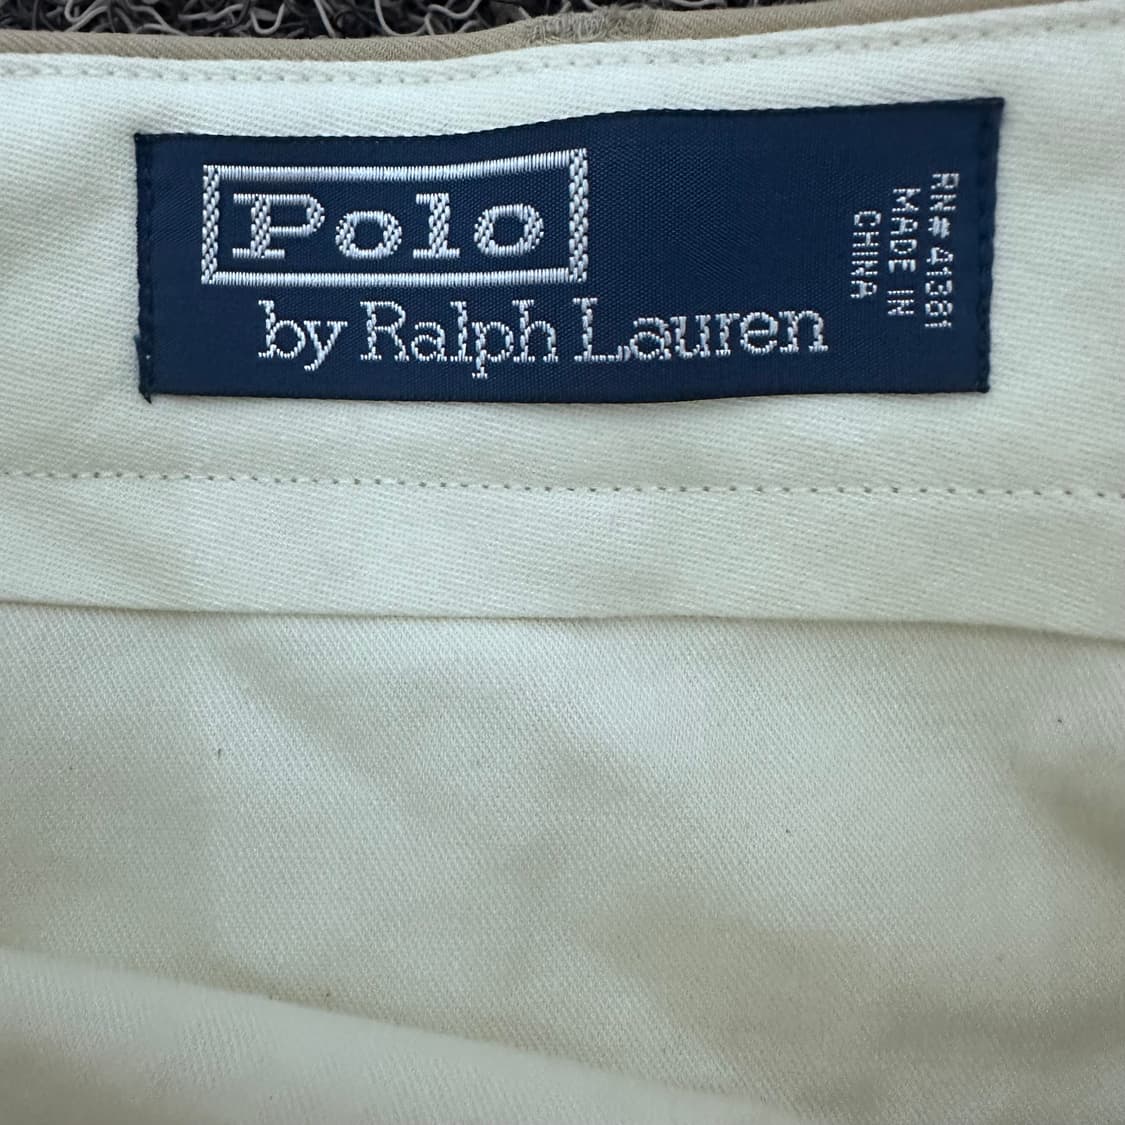 Polo
by Ralph Lauren
RN# 41381
MADE IN
CHINA